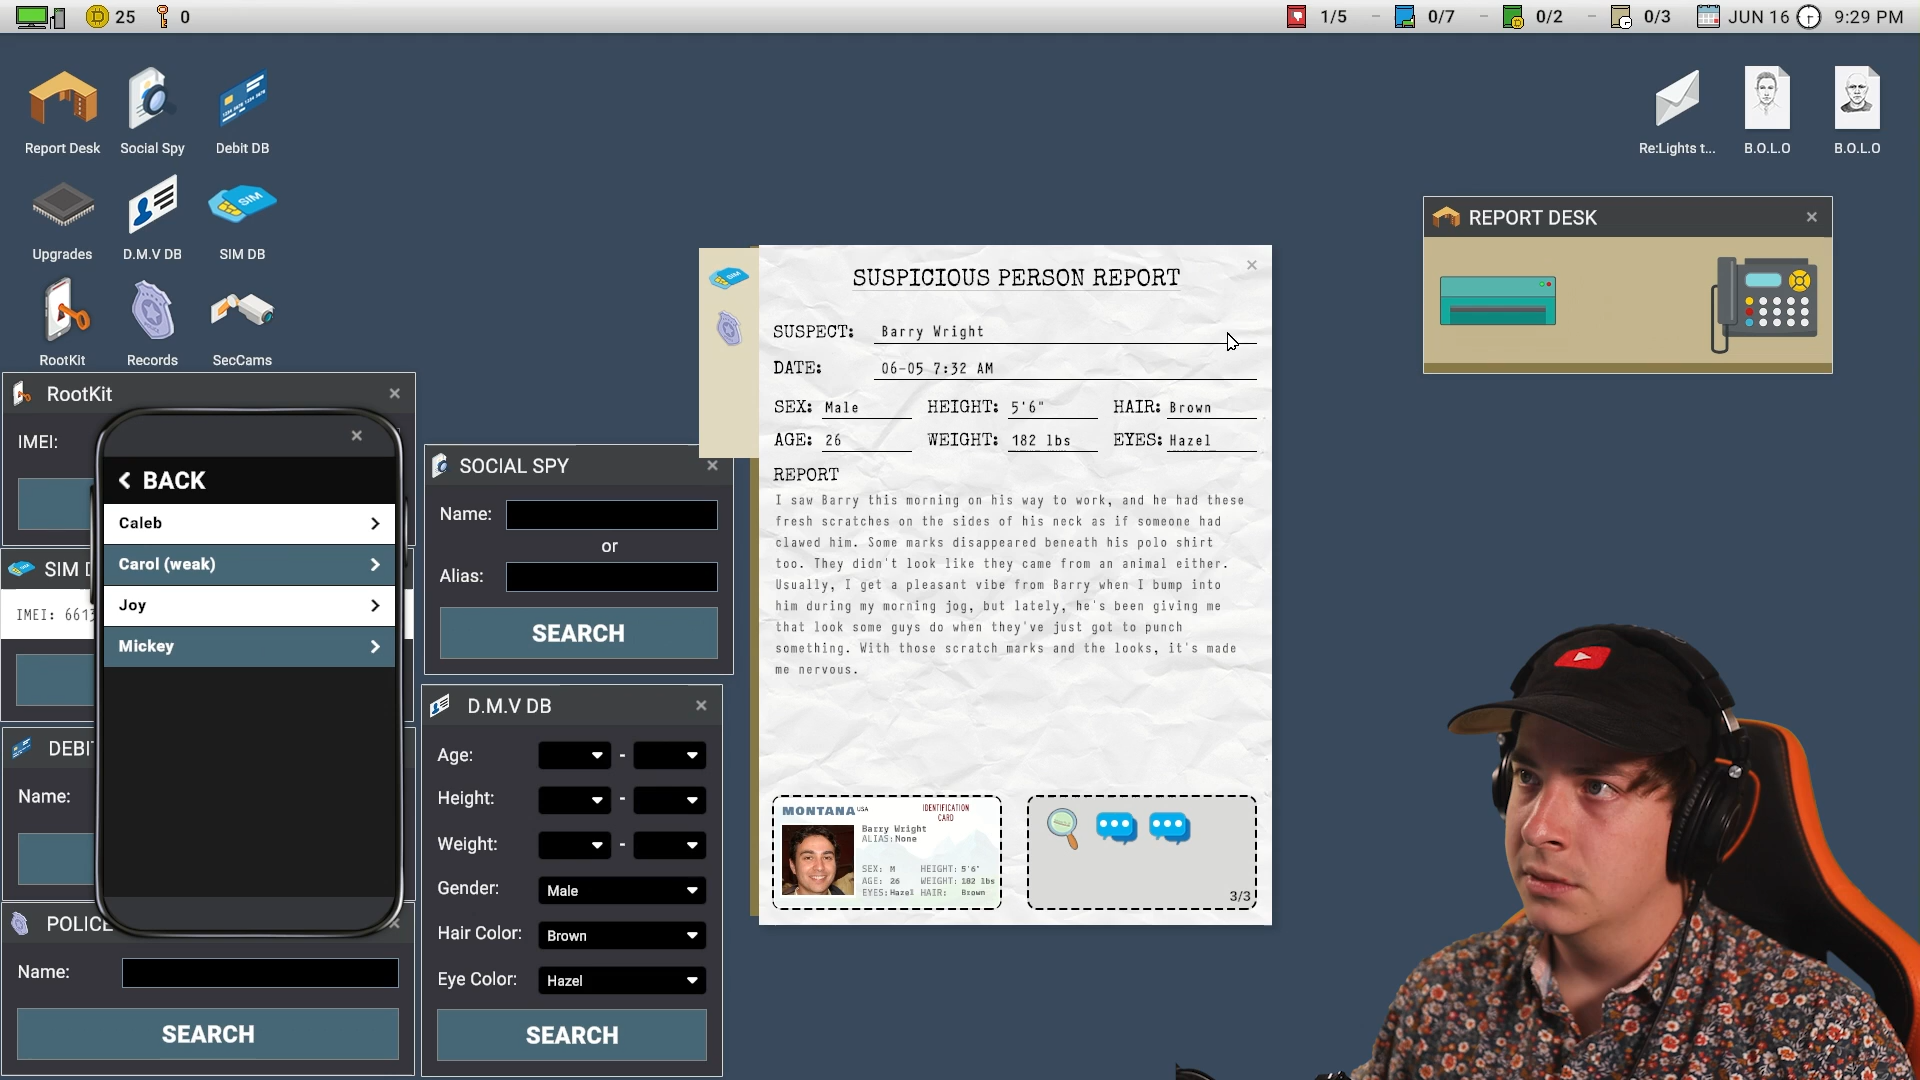 25
0
1/5
0/7
0/2
0/3
JUN 16
9:29 PM
Report Desk
Social Spy
Debit DB
Upgrades
D.M.V DB
SIM DB
RootKit
Records
SecCams
Re:Lights t...
B.O.L.O
B.O.L.O
REPORT DESK
RootKit
IMEI:
BACK
Caleb
Carol (weak)
Joy
Mickey
SIM
IMEI: 6613
Name:
POLICE
Name:
SEARCH
SOCIAL SPY
Name:
or
Alias:
SEARCH
D.M.V DB
Age:
-
Height:
-
Weight:
-
Gender: Male
Hair Color: Brown
Eye Color: Hazel
SEARCH
SUSPICIOUS PERSON REPORT
SUSPECT: Barry Wright
DATE: 06-05 7:32 AM
SEX: Male HEIGHT: 5'6" HAIR: Brown
AGE: 26 WEIGHT: 182 lbs EYES: Hazel
REPORT
I saw Barry this morning on his way to work, and he had these
fresh scratches on the sides of his neck as if someone had
clawed him. Some marks disappeared beneath his polo shirt
too. They didn't look like they came from an animal either.
Usually, I get a pleasant vibe from Barry when I bump into
him during my morning jog, but lately, he's been giving me
that look some guys do when they've just got to punch
something. With those scratch marks and the looks, it's made
me nervous.
MONTANA USA IDENTIFICATION CARD
Barry Wright
ALIAS: None
SEX: M HEIGHT: 5'6"
AGE: 26 WEIGHT: 182 lbs
EYES: Hazel HAIR: Brown
3/3